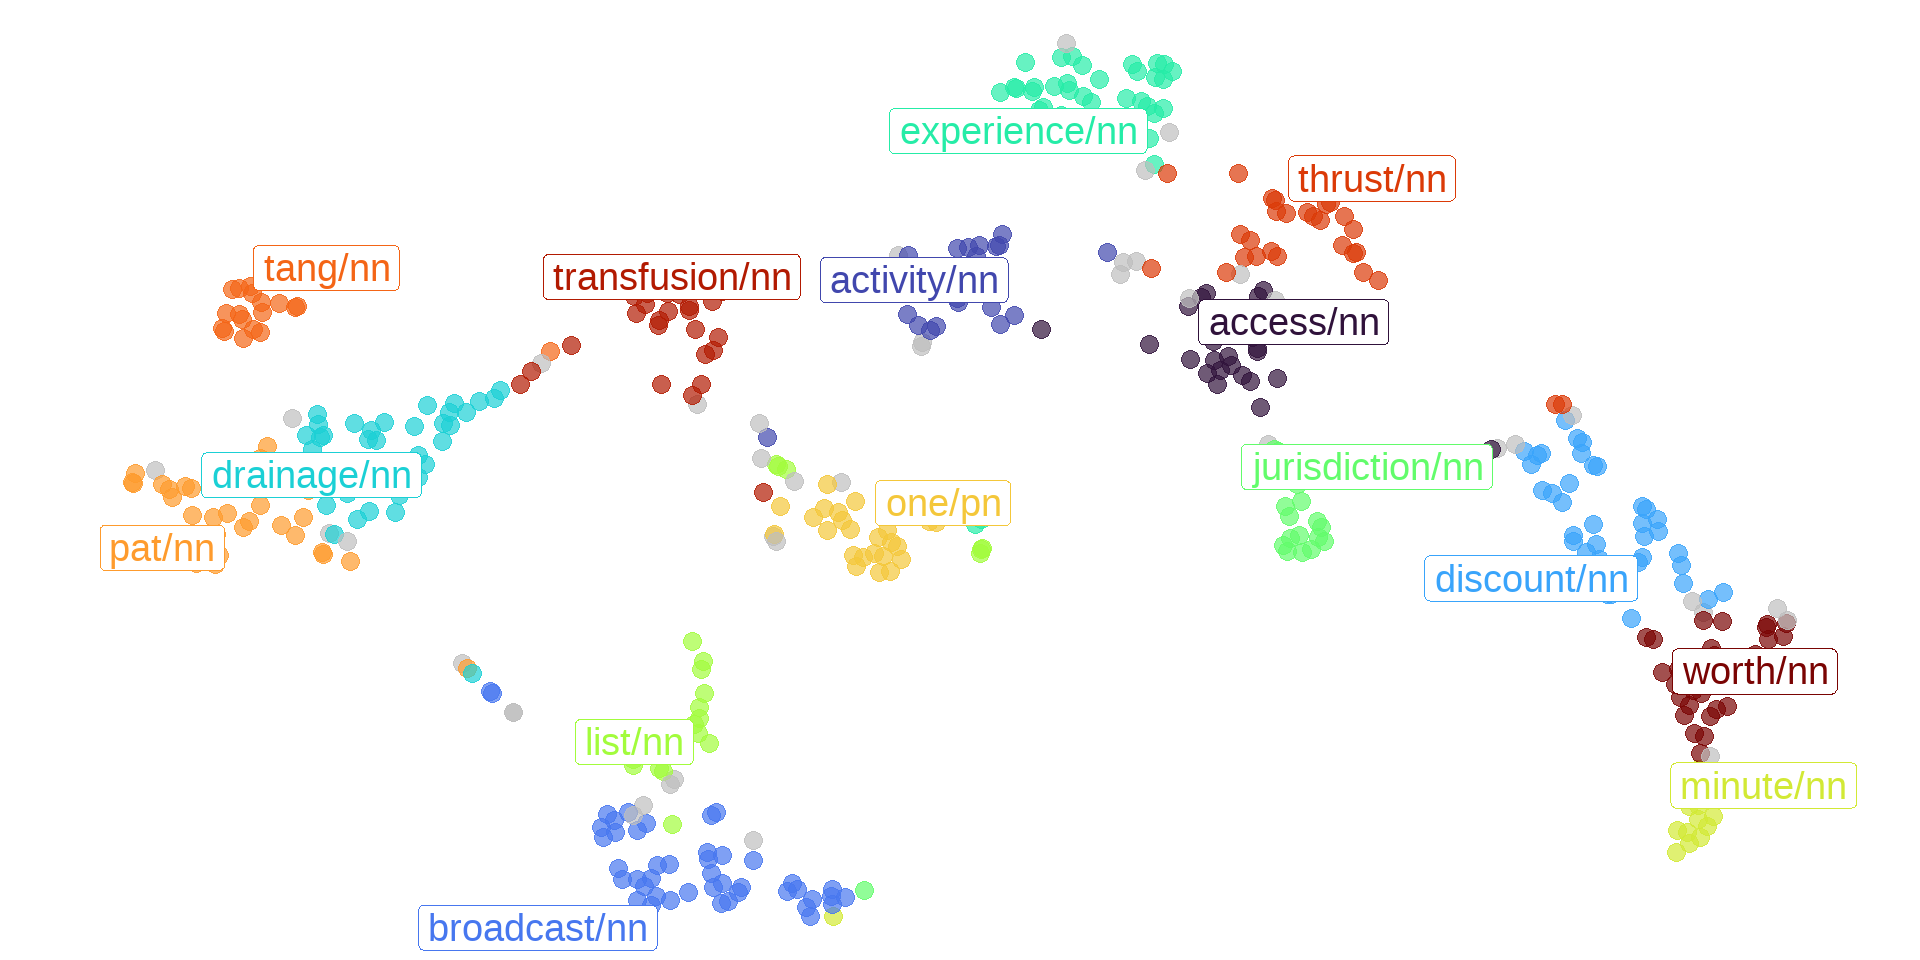 experience/nn
thrust/nn
tang/nn
transfusion/nn
activity/nn
access/nn
drainage/nn
jurisdiction/nn
one/pn
pat/nn
discount/nn
worth/nn
list/nn
minute/nn
broadcast/nn